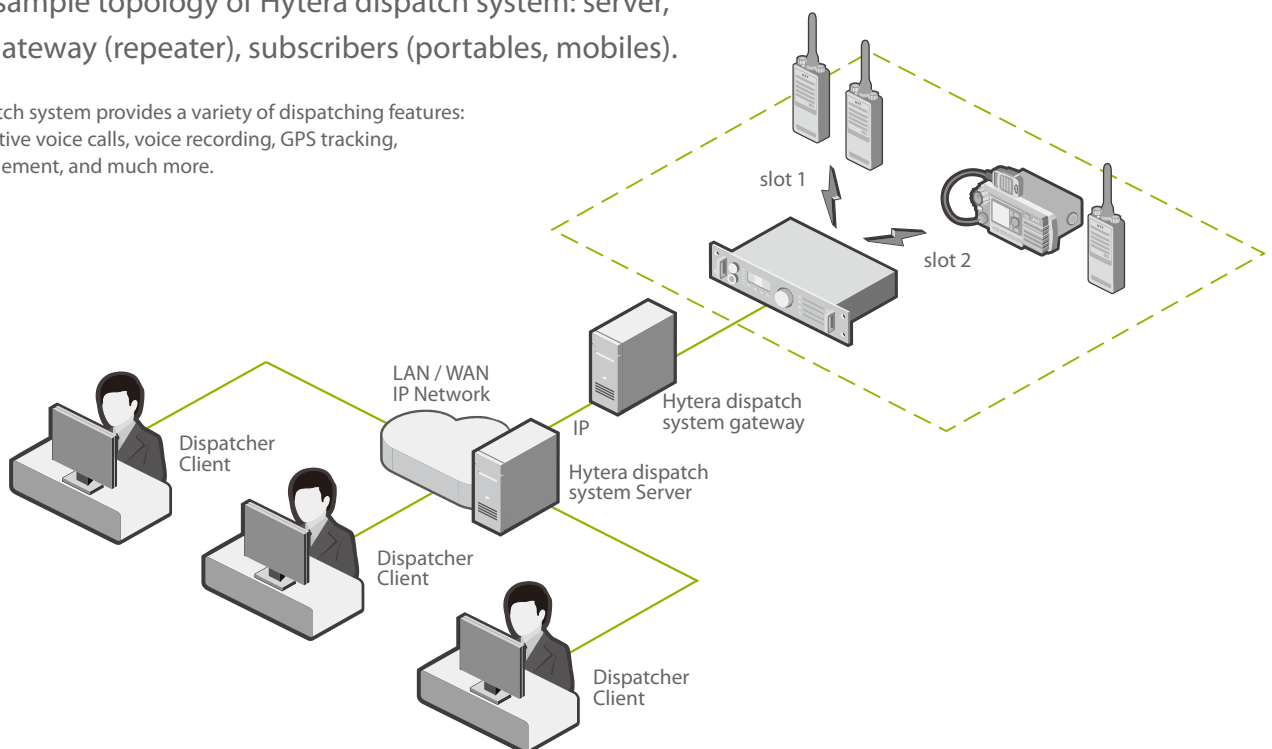 sample topology of Hytera dispatch system: server,
ateway (repeater), subscribers (portables, mobiles).
tch system provides a variety of dispatching features:
tive voice calls, voice recording, GPS tracking,
ement, and much more.
slot 1
slot 2
LAN / WAN
IP Network
Hytera dispatch
system gateway
IP
Dispatcher
Client
Hytera dispatch
system Server
Dispatcher
Client
Dispatcher
Client